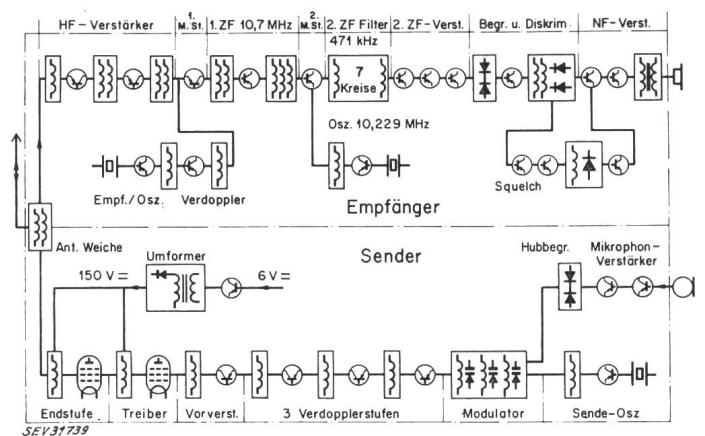 HF-Verstärker
1. M.St.
1.ZF 10,7 MHz
2. M.St.
2. ZF Filter
471 kHz
2. ZF-Verst.
Begr. u. Diskrim.
NF-Verst.
7
Kreise
Osz. 10,229 MHz
Empf./Osz.
Verdoppler
Squelch
Empfänger
Ant. Weiche
Sender
Umformer
150 V
6 V
Hubbegr.
Mikrophon-
Verstärker
Endstufe
Treiber
Vorverst.
3 Verdopplerstufen
Modulator
Sende-Osz
SEV31739